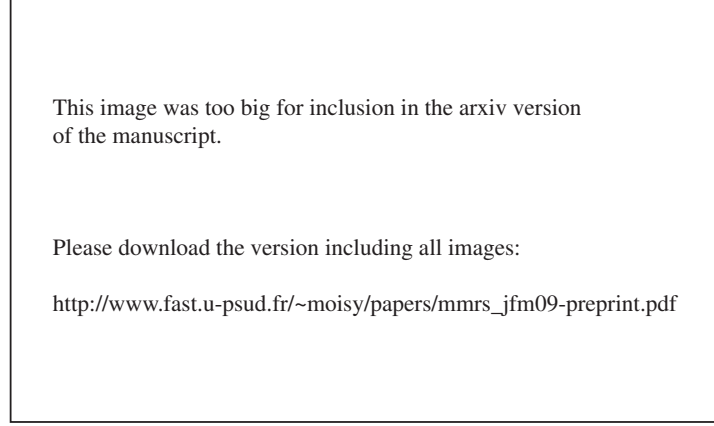 This image was too big for inclusion in the arxiv version
of the manuscript.
Please download the version including all images:
http://www.fast.u-psud.fr/~moisy/papers/mmrs_jfm09-preprint.pdf